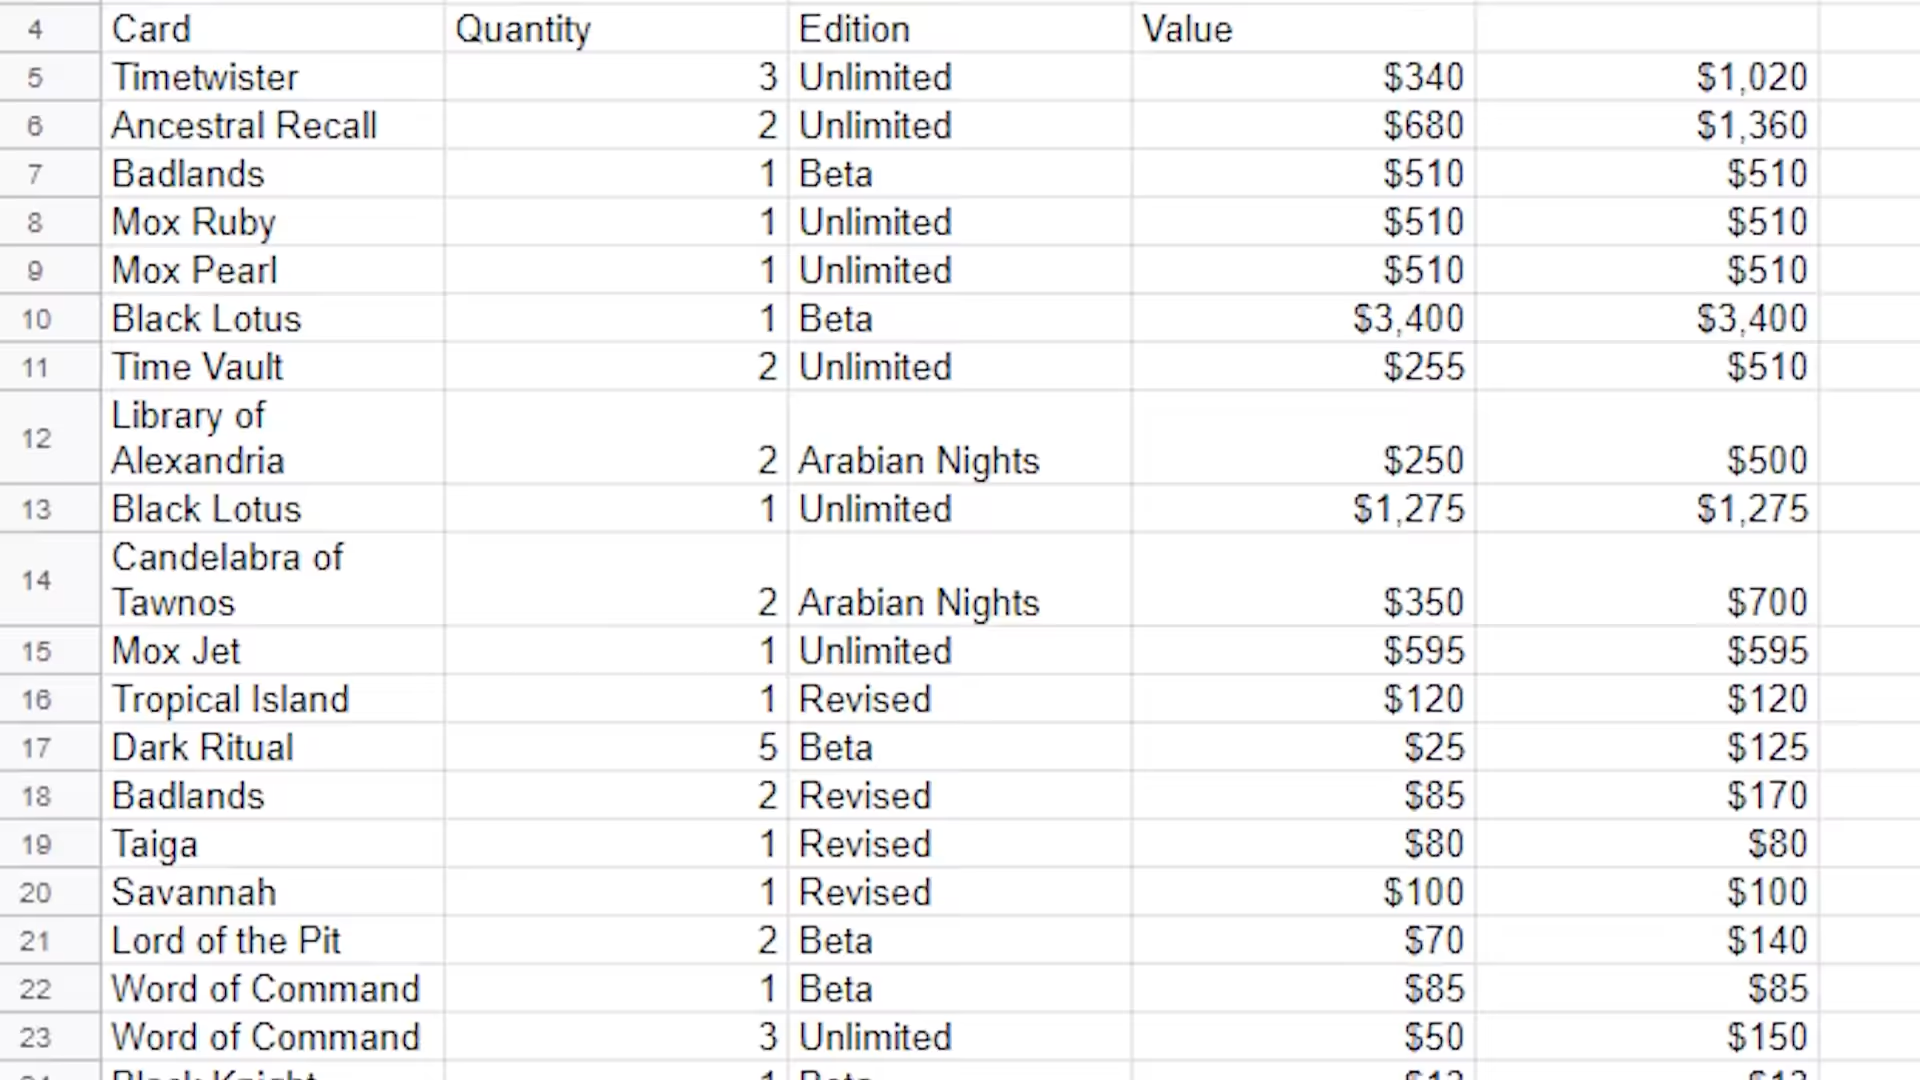 4 Card Quantity Edition Value
5 Timetwister 3 Unlimited $340 $1,020
6 Ancestral Recall 2 Unlimited $680 $1,360
7 Badlands 1 Beta $510 $510
8 Mox Ruby 1 Unlimited $510 $510
9 Mox Pearl 1 Unlimited $510 $510
10 Black Lotus 1 Beta $3,400 $3,400
11 Time Vault 2 Unlimited $255 $510
Library of
12 Alexandria 2 Arabian Nights $250 $500
13 Black Lotus 1 Unlimited $1,275 $1,275
Candelabra of
14 Tawnos 2 Arabian Nights $350 $700
15 Mox Jet 1 Unlimited $595 $595
16 Tropical Island 1 Revised $120 $120
17 Dark Ritual 5 Beta $25 $125
18 Badlands 2 Revised $85 $170
19 Taiga 1 Revised $80 $80
20 Savannah 1 Revised $100 $100
21 Lord of the Pit 2 Beta $70 $140
22 Word of Command 1 Beta $85 $85
23 Word of Command 3 Unlimited $50 $150
Black Knight 1 Beta